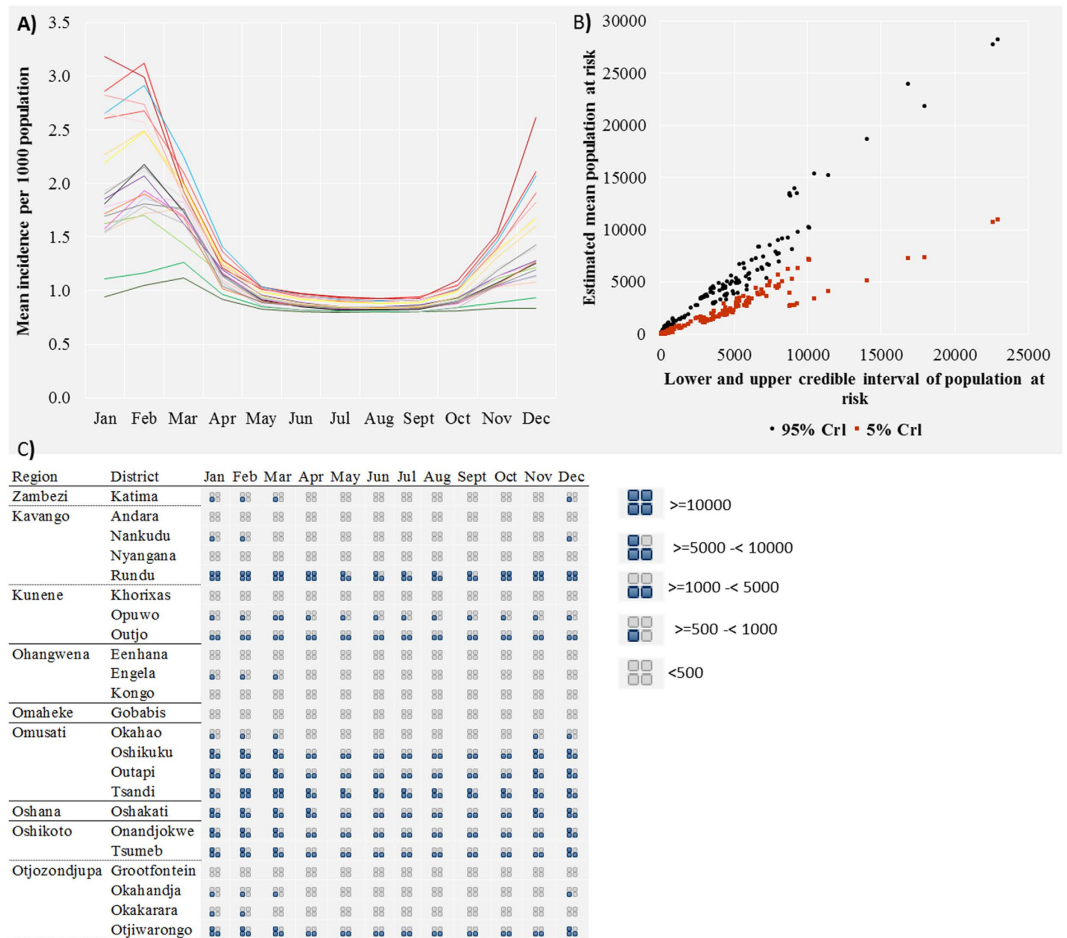 A)
Mean incidence per 1000 population
3.5
3.0
2.5
2.0
1.5
1.0
0.5
0.0
Jan Feb Mar Apr May Jun Jul Aug Sept Oct Nov Dec
B)
Estimated mean population at risk
30000
25000
20000
15000
10000
5000
0
0 5000 10000 15000 20000 25000
Lower and upper credible interval of population at
risk
95% CrI 5% CrI
C)
Region District Jan Feb Mar Apr May Jun Jul Aug Sept Oct Nov Dec
Zambezi Katima
Kavango Andara
Nankudu
Nyangana
Rundu
Kunene Khorixas
Opuwo
Outjo
Ohangwena Eenhana
Engela
Kongo
Omaheke Gobabis
Omusati Okahao
Oshikuku
Outapi
Tsandi
Oshana Oshakati
Oshikoto Onandjokwe
Tsumeb
Otjozondjupa Grootfontein
Okahandja
Okakarara
Otjiwarongo
>=10000
>=5000 -< 10000
>=1000 -< 5000
>=500 -< 1000
<500